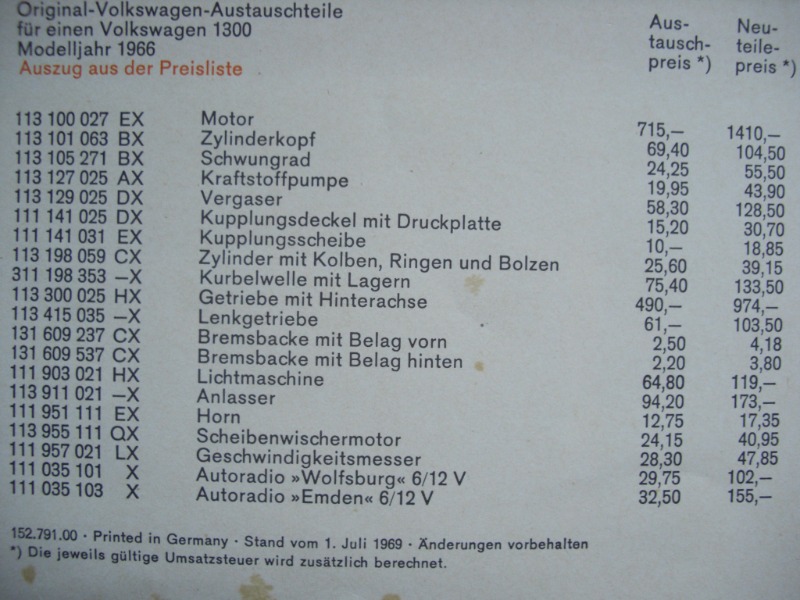 Original-Volkswagen-Austauschteile
für einen Volkswagen 1300
Modelljahr 1966
Auszug aus der Preisliste
Aus-
tausch-
preis *)
Neu-
teile-
preis *)
113 100 027 EX Motor 715,— 1410,—
113 101 063 BX Zylinderkopf 69,40 104,50
113 105 271 BX Schwungrad 24,25 55,50
113 127 025 AX Kraftstoffpumpe 19,95 43,90
113 129 025 DX Vergaser 58,30 128,50
111 141 025 DX Kupplungsdeckel mit Druckplatte 15,20 30,70
111 141 031 EX Kupplungsscheibe 10,— 18,85
113 198 059 CX Zylinder mit Kolben, Ringen und Bolzen 25,60 39,15
311 198 353 —X Kurbelwelle mit Lagern 75,40 133,50
113 300 025 HX Getriebe mit Hinterachse 490,— 974,—
113 415 035 —X Lenkgetriebe 61,— 103,50
131 609 237 CX Bremsbacke mit Belag vorn 2,50 4,18
131 609 537 CX Bremsbacke mit Belag hinten 2,20 3,80
111 903 021 HX Lichtmaschine 64,80 119,—
113 911 021 —X Anlasser 94,20 173,—
111 951 111 EX Horn 12,75 17,35
113 955 111 QX Scheibenwischermotor 24,15 40,95
111 957 021 LX Geschwindigkeitsmesser 28,30 47,85
111 035 101 X Autoradio »Wolfsburg« 6/12 V 29,75 102,—
111 035 103 X Autoradio »Emden« 6/12 V 32,50 155,—
152.791.00 · Printed in Germany · Stand vom 1. Juli 1969 · Änderungen vorbehalten
*) Die jeweils gültige Umsatzsteuer wird zusätzlich berechnet.